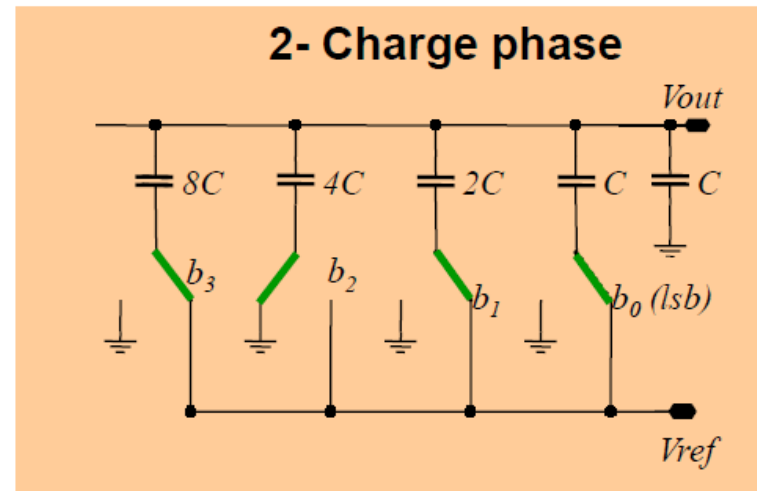 2- Charge phase
Vout
8C 4C 2C C C
b₃ b₂ b₁ b₀ (lsb)
Vref